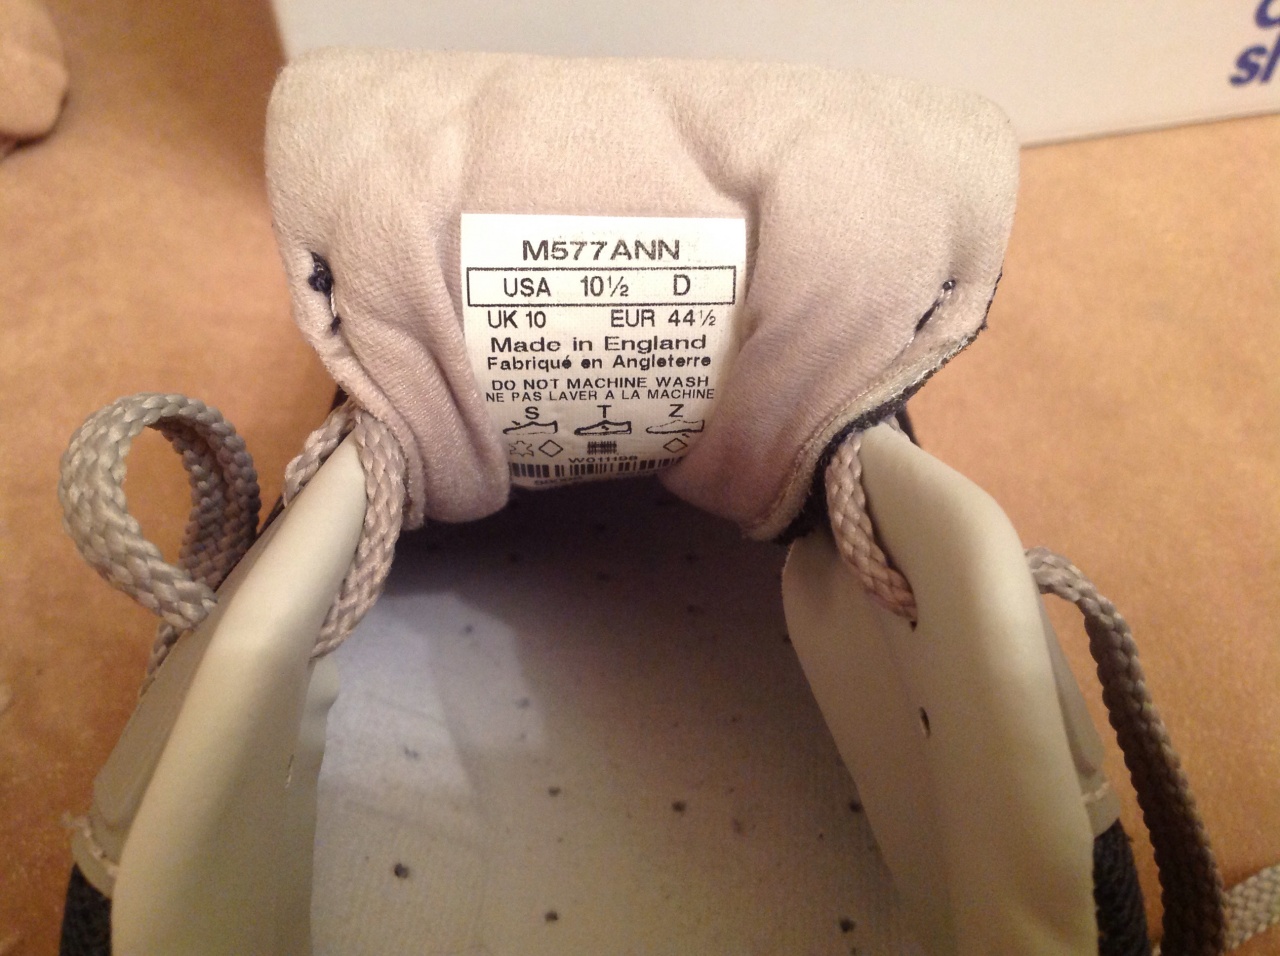 M577ANN
USA 10½ D
UK 10 EUR 44½
Made in England
Fabriqué en Angleterre
DO NOT MACHINE WASH
NE PAS LAVER A LA MACHINE
S T Z